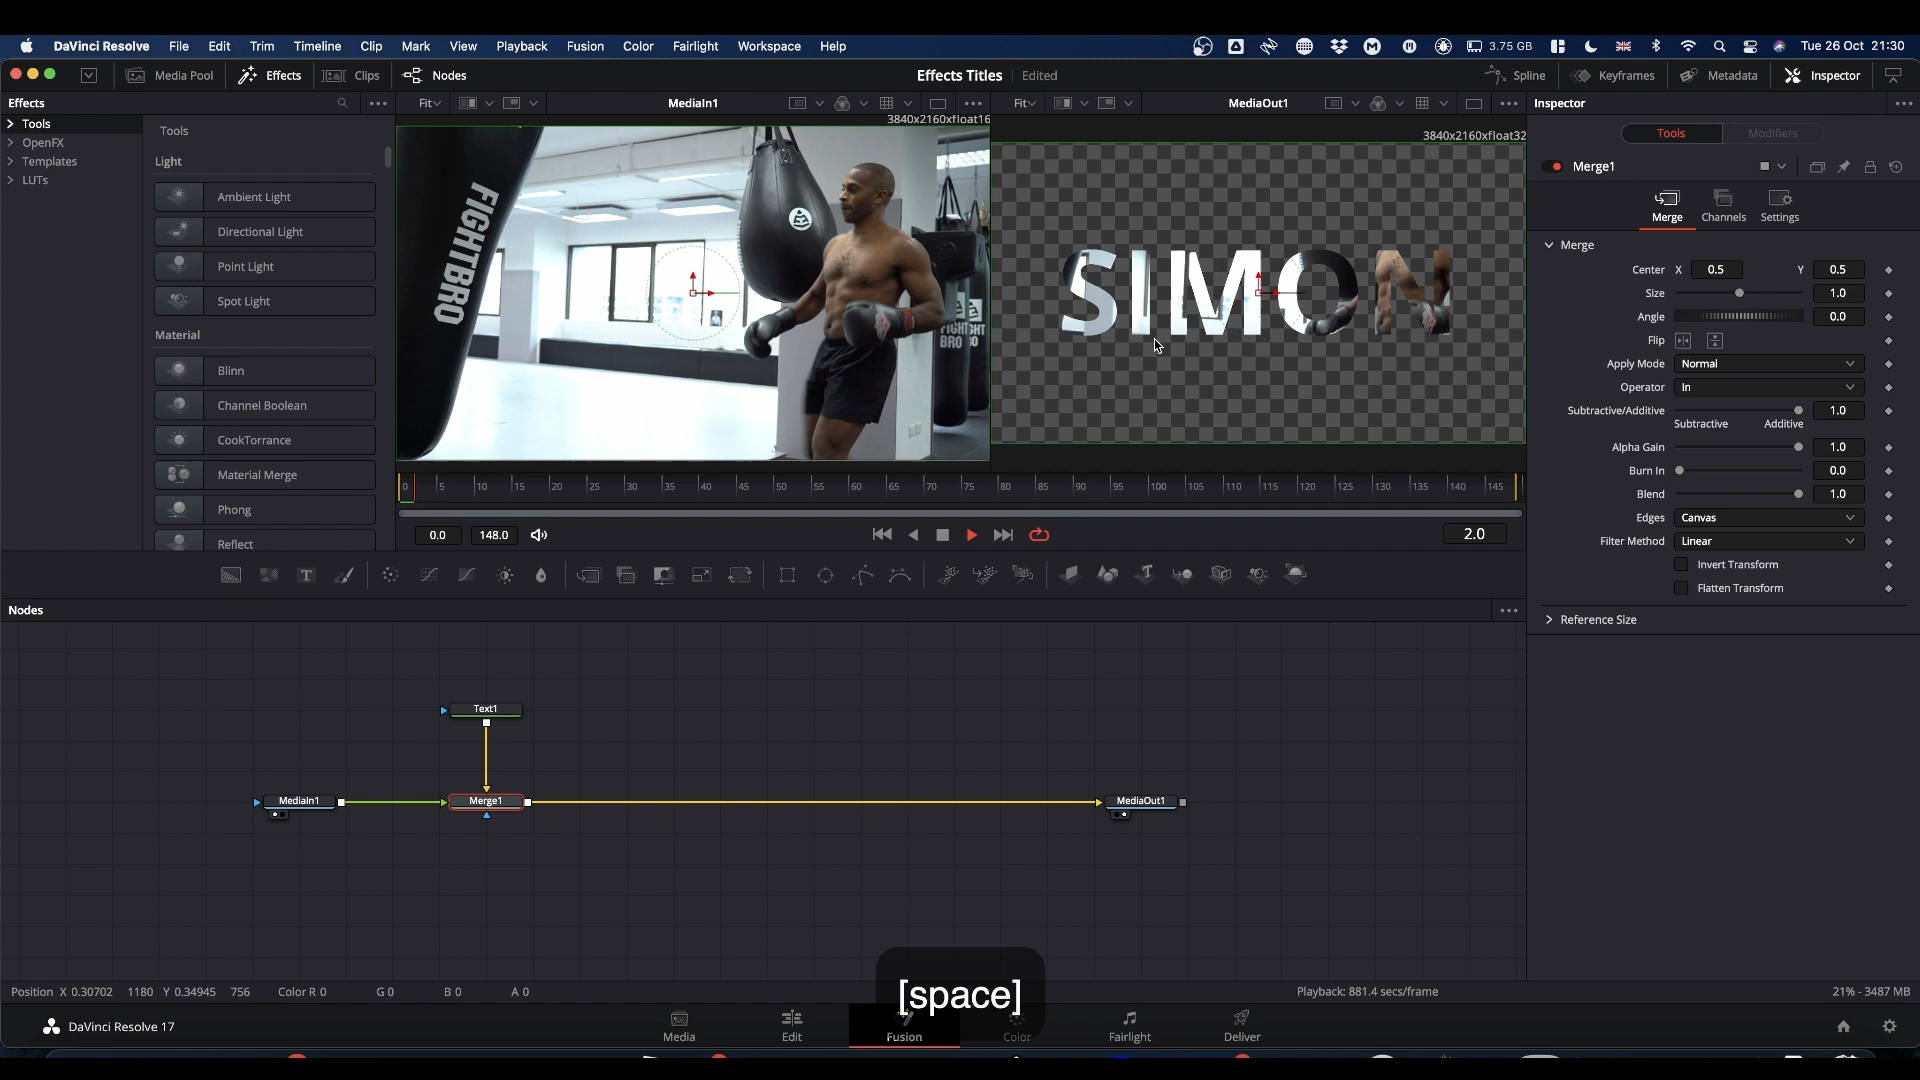 DaVinci Resolve File Edit Trim Timeline Clip Mark View Playback Fusion Color Fairlight Workspace Help 3.75 GB Tue 26 Oct 21:30
Media Pool Effects Clips Nodes Effects Titles Edited Spline Keyframes Metadata Inspector
Effects Fit MediaIn1 Fit MediaOut1 Inspector
3840x2160xfloat16
3840x2160xfloat32
Tools
OpenFX
Templates
LUTs
Tools
Light
Ambient Light
Directional Light
Point Light
Spot Light
Material
Blinn
Channel Boolean
CookTorrance
Material Merge
Phong
Reflect
FIGHTBRO
FIGHT
BRO
SIMON
Tools Modifiers
Merge1
Merge Channels Settings
Merge
Center X 0.5 Y 0.5
Size 1.0
Angle 0.0
Flip
Apply Mode Normal
Operator In
Subtractive/Additive 1.0
Subtractive Additive
Alpha Gain 1.0
Burn In 0.0
Blend 1.0
Edges Canvas
Filter Method Linear
Invert Transform
Flatten Transform
Reference Size
0 5 10 15 20 25 30 35 40 45 50 55 60 65 70 75 80 85 90 95 100 105 110 115 120 125 130 135 140 145
0.0 148.0 2.0
Nodes
Text1
MediaIn1 Merge1 MediaOut1
[space]
Position X 0.30702 1180 Y 0.34945 756 Color R 0 G 0 B 0 A 0 Playback: 881.4 secs/frame 21% - 3487 MB
DaVinci Resolve 17 Media Edit Fusion Color Fairlight Deliver